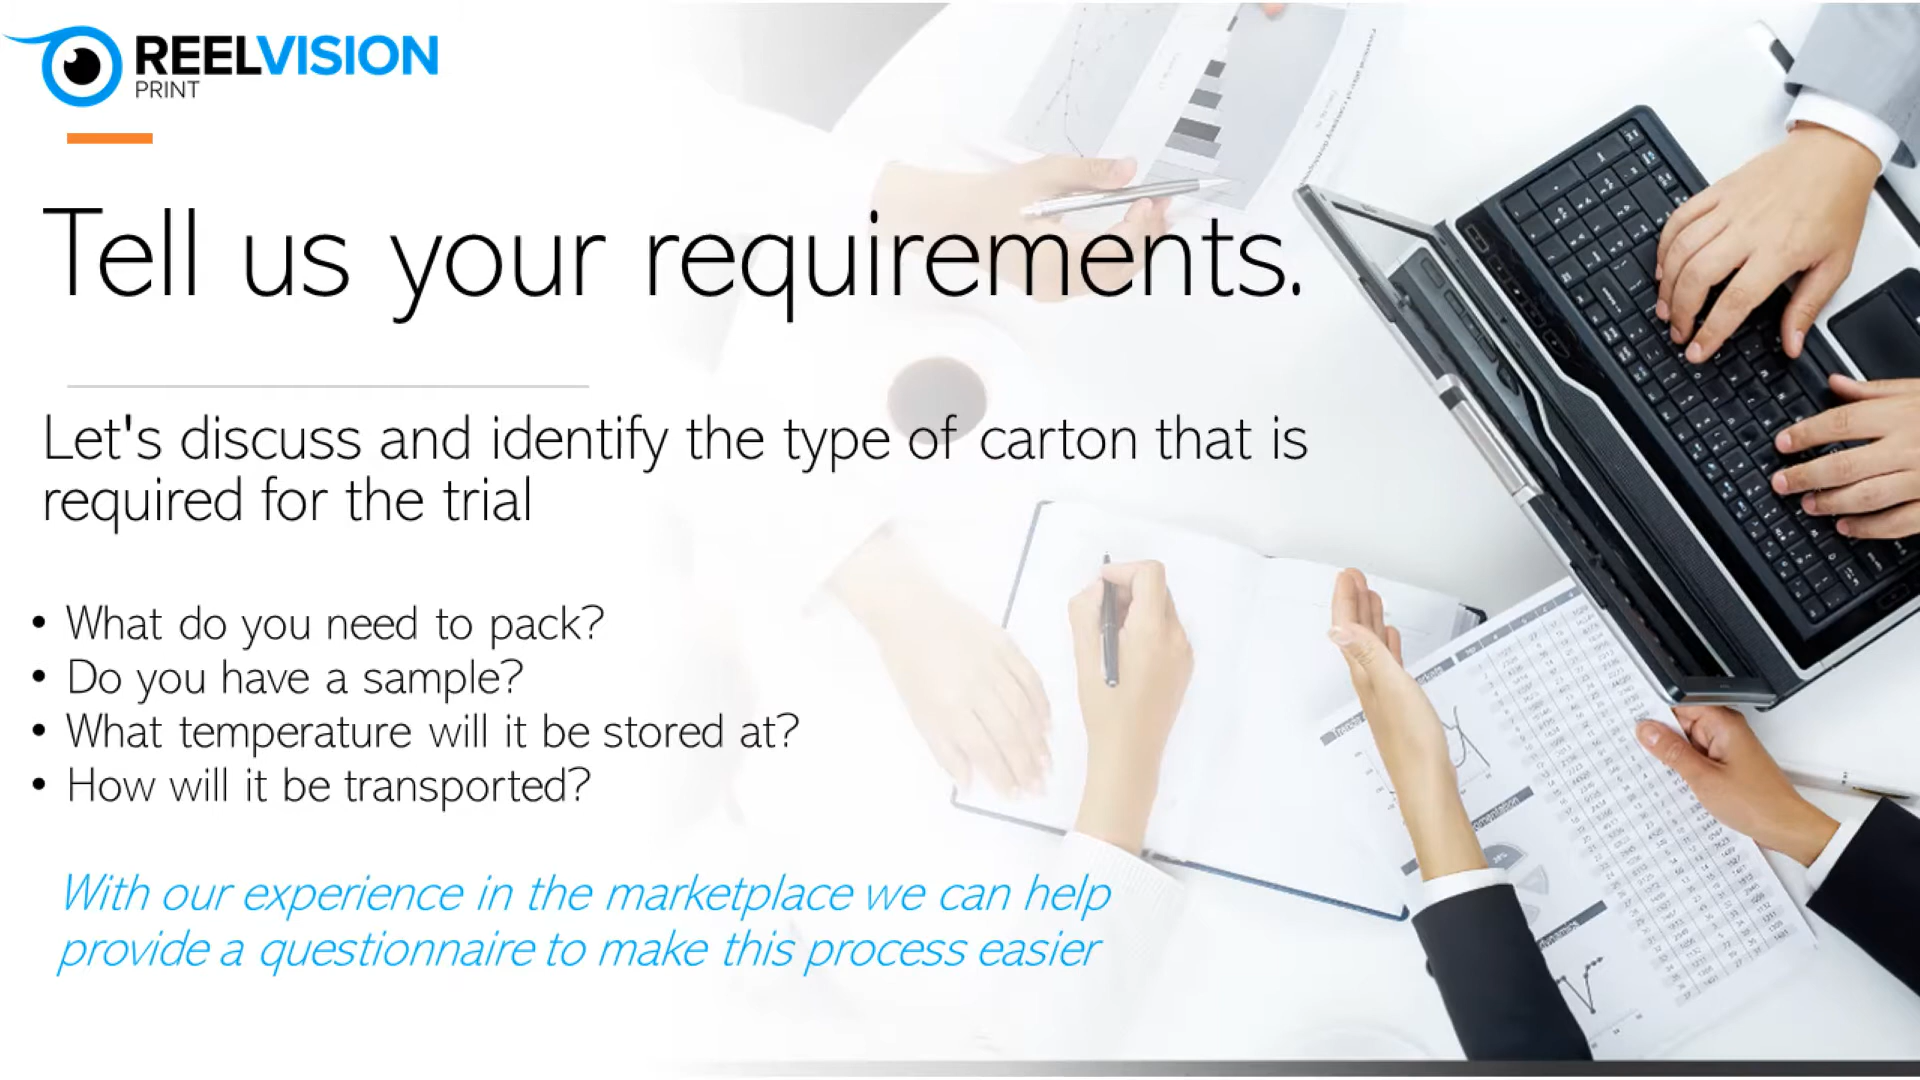 REELVISION
PRINT
Tell us your requirements.
Let's discuss and identify the type of carton that is
required for the trial
• What do you need to pack?
• Do you have a sample?
• What temperature will it be stored at?
• How will it be transported?
With our experience in the marketplace we can help
provide a questionnaire to make this process easier